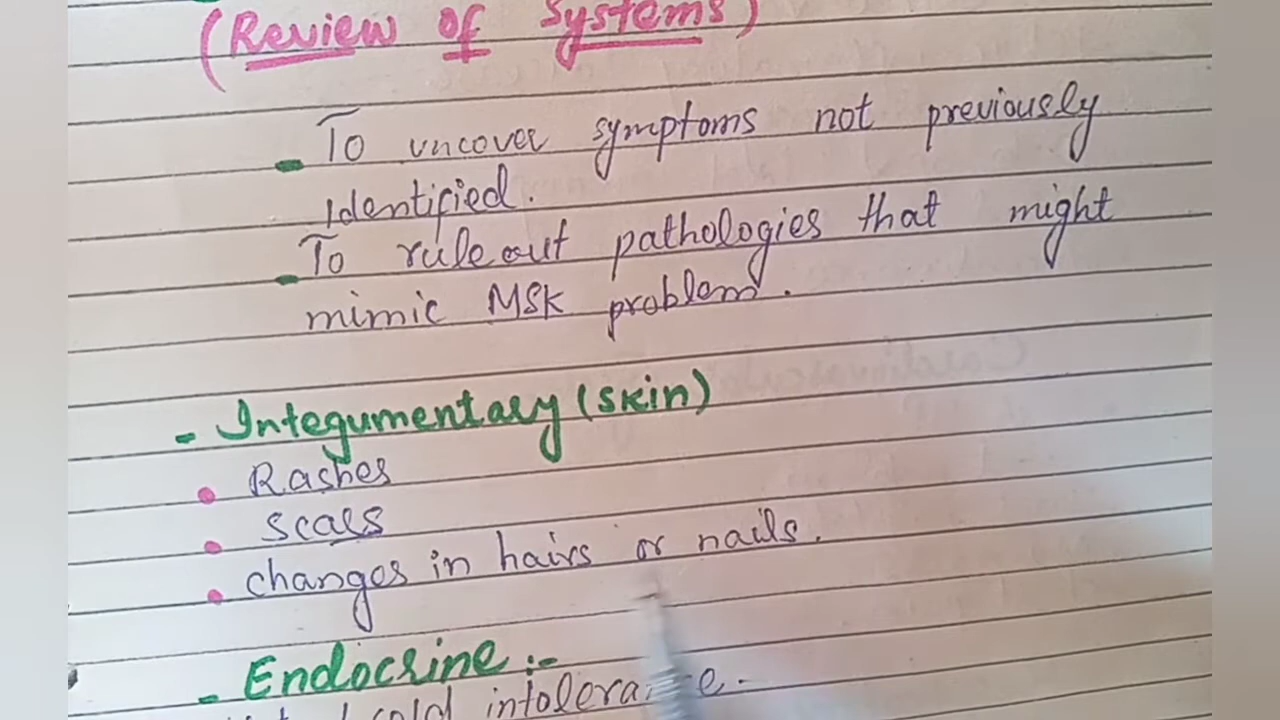 (Review of Systems)
- To uncover symptoms not previously
identified.
- To rule out pathologies that might
mimic MSK problem.
- Integumentary (skin)
• Rashes
• Scars
• changes in hairs or nails.
- Endocrine :-
cold intolerance.